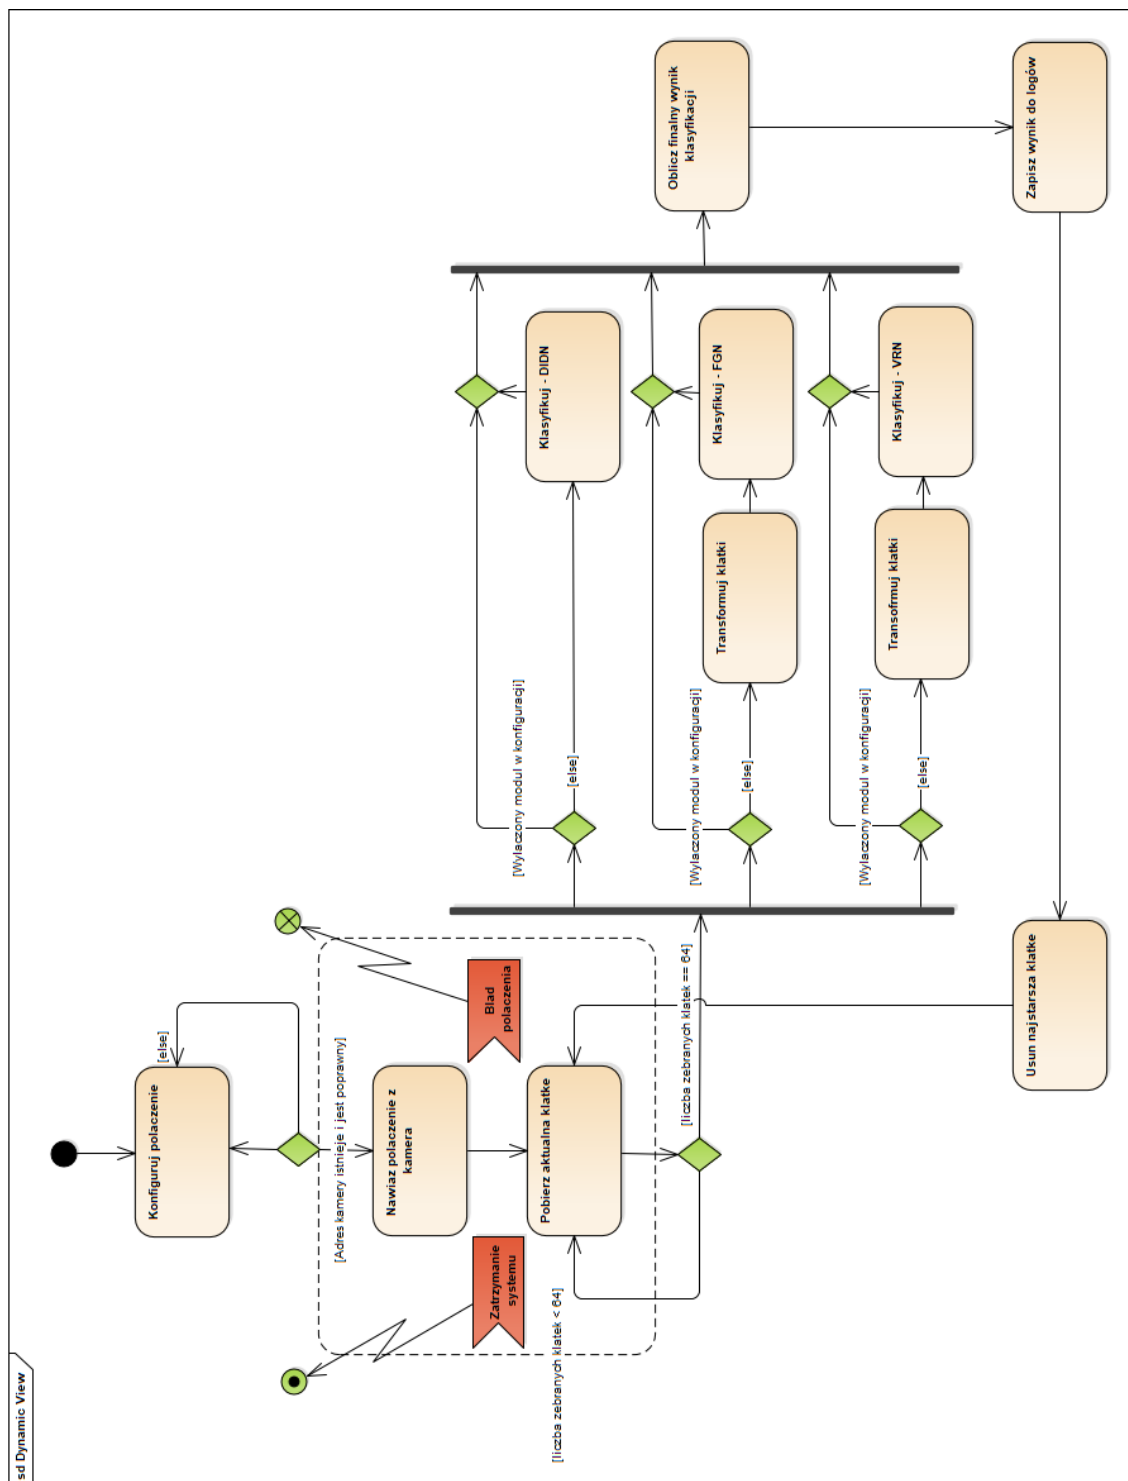 sd Dynamic View
Konfiguruj polaczenie
[else]
[Adres kamery istnieje i jest poprawny]
Nawiaz polaczenie z
kamera
Zatrzymanie
systemu
Blad
polaczenia
Pobierz aktualna klatke
[liczba zebranych klatek < 64]
[liczba zebranych klatek == 64]
Usun najstarsza klatke
[Wylaczony modul w konfiguracji]
[else]
Klasyfikuj - DIDN
[Wylaczony modul w konfiguracji]
[else]
Transformuj klatki
Klasyfikuj - FGN
[Wylaczony modul w konfiguracji]
[else]
Transofrmuj klatki
Klasyfikuj - VRN
Oblicz finalny wynik
klasyfikacji
Zapisz wynik do logów